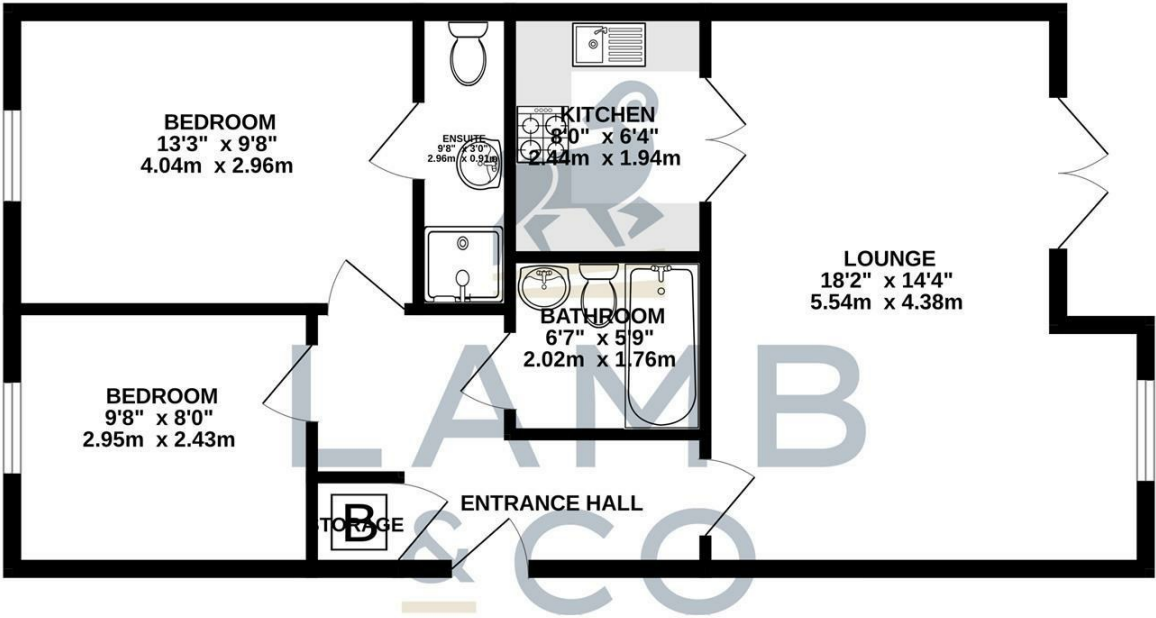 BEDROOM
13'3" x 9'8"
4.04m x 2.96m
ENSUITE
9'8" x 3'0"
2.96m x 0.91m
KITCHEN
8'0" x 6'4"
2.44m x 1.94m
LOUNGE
18'2" x 14'4"
5.54m x 4.38m
BATHROOM
6'7" x 5'9"
2.02m x 1.76m
BEDROOM
9'8" x 8'0"
2.95m x 2.43m
LAMB
ENTRANCE HALL
STORAGE
B
& CO